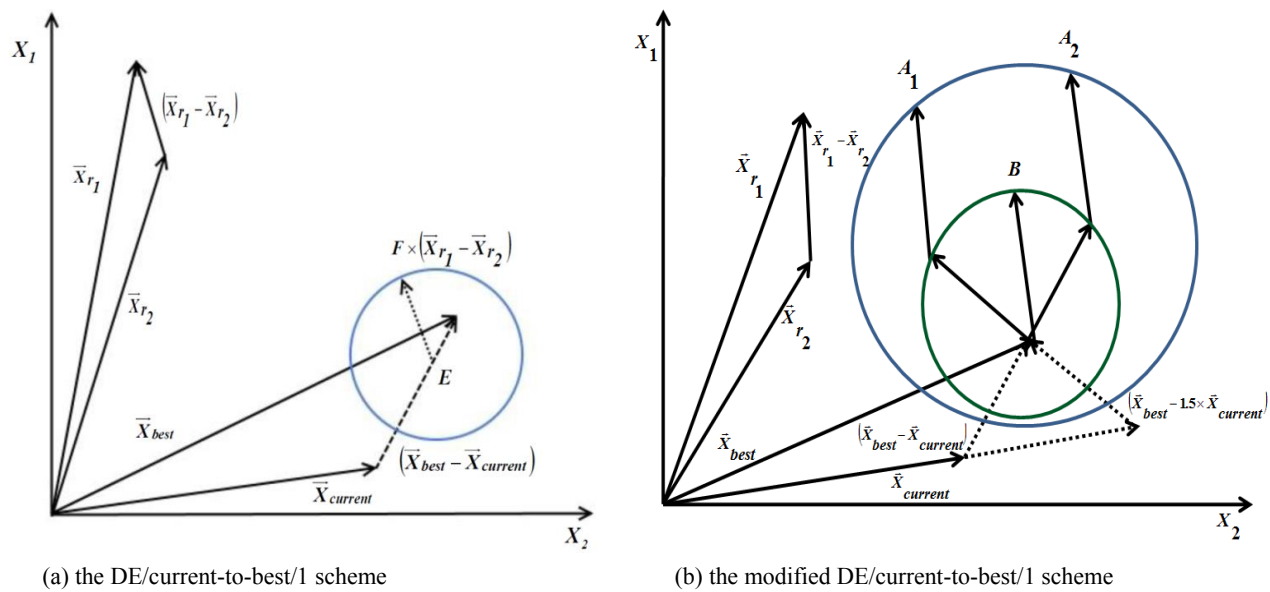 X₁
(X⃗r₁ − X⃗r₂)
X⃗r₁
X⃗r₂
F × (X⃗r₁ − X⃗r₂)
E
X⃗best
(X⃗best − X⃗current)
X⃗current
X₂
(a) the DE/current-to-best/1 scheme
X₁
A₁
A₂
X⃗r₁ − X⃗r₂
X⃗r₁
B
X⃗r₂
(X⃗best − 1.5 × X⃗current)
X⃗best
(X⃗best − X⃗current)
X⃗current
X₂
(b) the modified DE/current-to-best/1 scheme